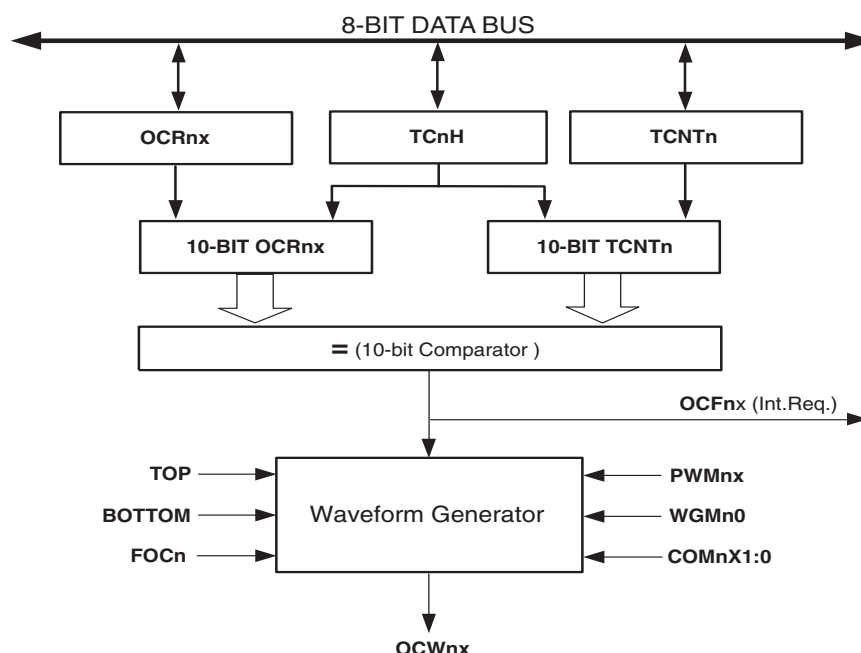 8-BIT DATA BUS
OCRnx
TCnH
TCNTn
10-BIT OCRnx
10-BIT TCNTn
= (10-bit Comparator )
OCFnx (Int.Req.)
TOP
PWMnx
BOTTOM
Waveform Generator
WGMn0
FOCn
COMnX1:0
OCWnx